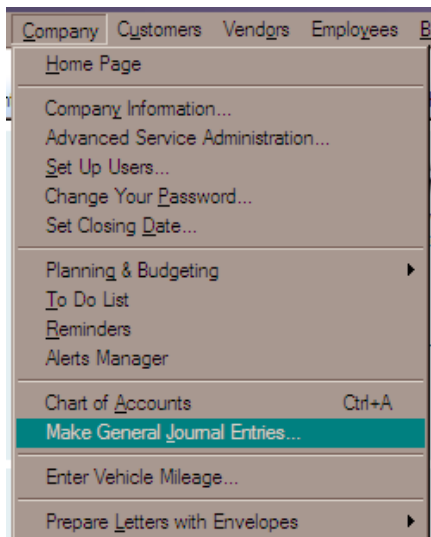 Company Customers Vendors Employees B
Home Page
Company Information...
Advanced Service Administration...
Set Up Users...
Change Your Password...
Set Closing Date...
Planning & Budgeting
To Do List
Reminders
Alerts Manager
Chart of Accounts Ctrl+A
Make General Journal Entries...
Enter Vehicle Mileage...
Prepare Letters with Envelopes